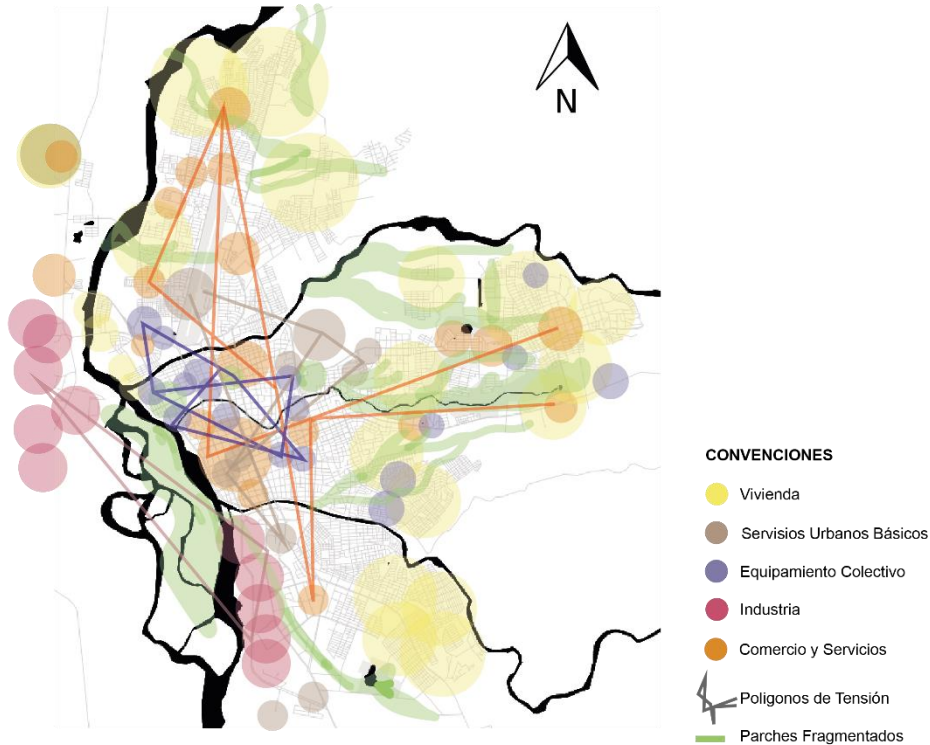 N
CONVENCIONES
Vivienda
Servisios Urbanos Básicos
Equipamiento Colectivo
Industria
Comercio y Servicios
Poligonos de Tensión
Parches Fragmentados